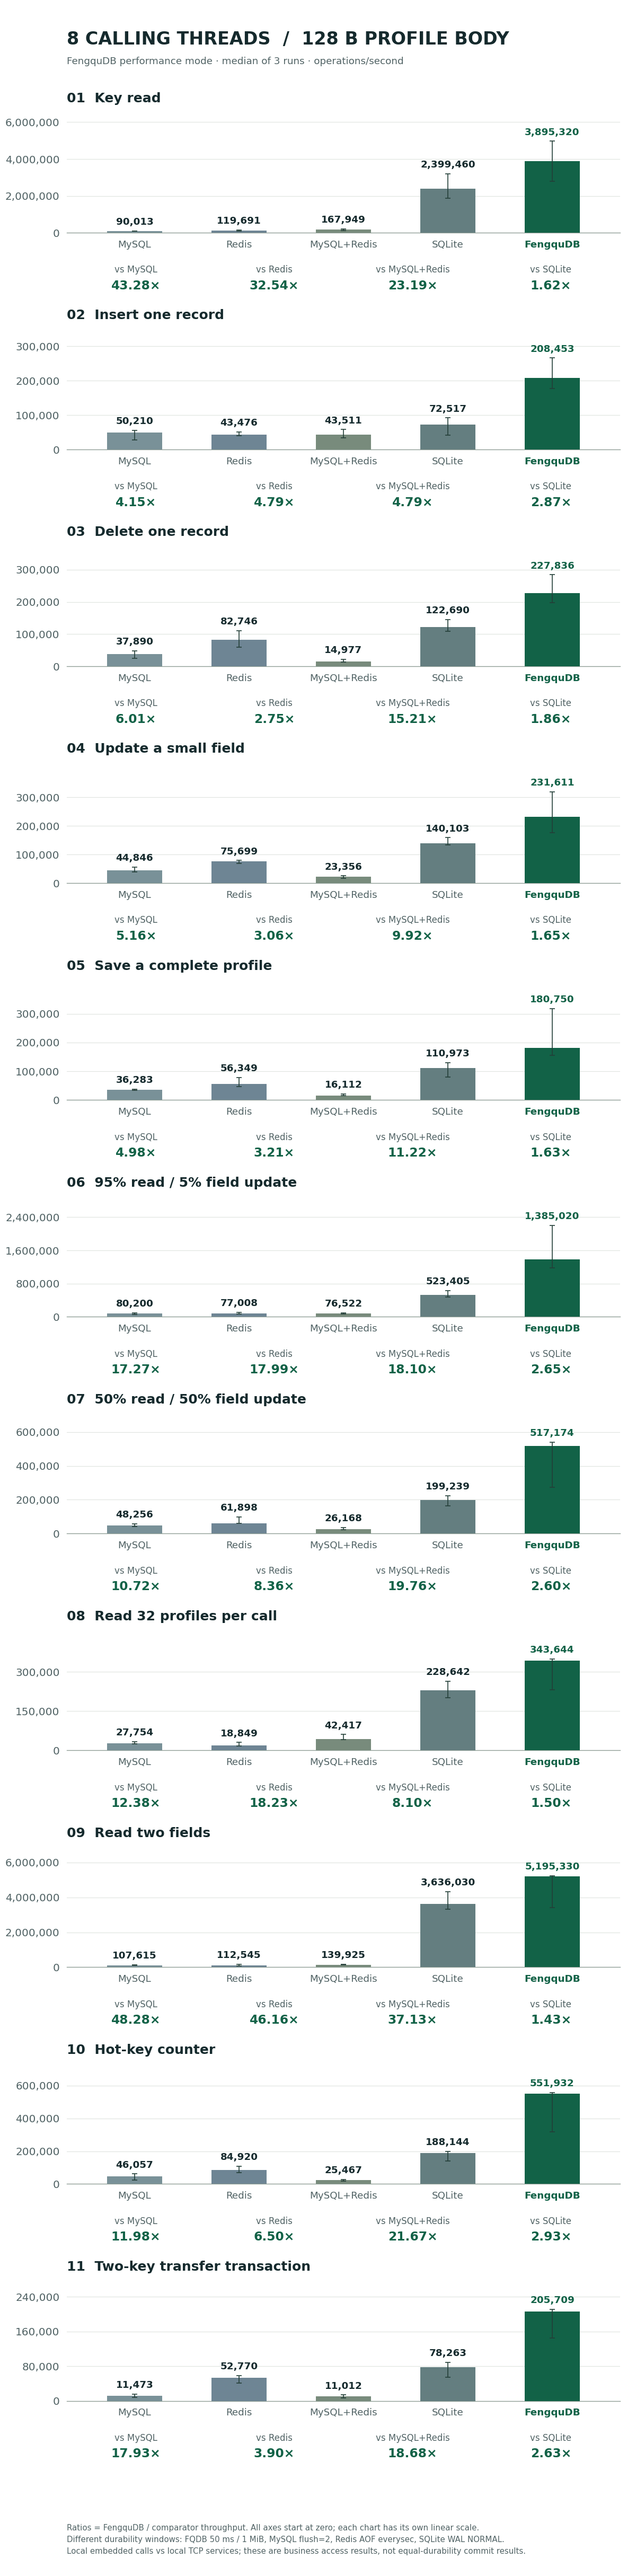 8 CALLING THREADS / 128 B PROFILE BODY
FengquDB performance mode · median of 3 runs · operations/second
01 Key read
6,000,000
4,000,000
2,000,000
0
90,013
119,691
167,949
2,399,460
3,895,320
MySQL Redis MySQL+Redis SQLite FengquDB
vs MySQL vs Redis vs MySQL+Redis vs SQLite
43.28× 32.54× 23.19× 1.62×
02 Insert one record
300,000
200,000
100,000
0
50,210
43,476
43,511
72,517
208,453
MySQL Redis MySQL+Redis SQLite FengquDB
vs MySQL vs Redis vs MySQL+Redis vs SQLite
4.15× 4.79× 4.79× 2.87×
03 Delete one record
300,000
200,000
100,000
0
37,890
82,746
14,977
122,690
227,836
MySQL Redis MySQL+Redis SQLite FengquDB
vs MySQL vs Redis vs MySQL+Redis vs SQLite
6.01× 2.75× 15.21× 1.86×
04 Update a small field
300,000
200,000
100,000
0
44,846
75,699
23,356
140,103
231,611
MySQL Redis MySQL+Redis SQLite FengquDB
vs MySQL vs Redis vs MySQL+Redis vs SQLite
5.16× 3.06× 9.92× 1.65×
05 Save a complete profile
300,000
200,000
100,000
0
36,283
56,349
16,112
110,973
180,750
MySQL Redis MySQL+Redis SQLite FengquDB
vs MySQL vs Redis vs MySQL+Redis vs SQLite
4.98× 3.21× 11.22× 1.63×
06 95% read / 5% field update
2,400,000
1,600,000
800,000
0
80,200
77,008
76,522
523,405
1,385,020
MySQL Redis MySQL+Redis SQLite FengquDB
vs MySQL vs Redis vs MySQL+Redis vs SQLite
17.27× 17.99× 18.10× 2.65×
07 50% read / 50% field update
600,000
400,000
200,000
0
48,256
61,898
26,168
199,239
517,174
MySQL Redis MySQL+Redis SQLite FengquDB
vs MySQL vs Redis vs MySQL+Redis vs SQLite
10.72× 8.36× 19.76× 2.60×
08 Read 32 profiles per call
300,000
150,000
0
27,754
18,849
42,417
228,642
343,644
MySQL Redis MySQL+Redis SQLite FengquDB
vs MySQL vs Redis vs MySQL+Redis vs SQLite
12.38× 18.23× 8.10× 1.50×
09 Read two fields
6,000,000
4,000,000
2,000,000
0
107,615
112,545
139,925
3,636,030
5,195,330
MySQL Redis MySQL+Redis SQLite FengquDB
vs MySQL vs Redis vs MySQL+Redis vs SQLite
48.28× 46.16× 37.13× 1.43×
10 Hot-key counter
600,000
400,000
200,000
0
46,057
84,920
25,467
188,144
551,932
MySQL Redis MySQL+Redis SQLite FengquDB
vs MySQL vs Redis vs MySQL+Redis vs SQLite
11.98× 6.50× 21.67× 2.93×
11 Two-key transfer transaction
240,000
160,000
80,000
0
11,473
52,770
11,012
78,263
205,709
MySQL Redis MySQL+Redis SQLite FengquDB
vs MySQL vs Redis vs MySQL+Redis vs SQLite
17.93× 3.90× 18.68× 2.63×
Ratios = FengquDB / comparator throughput. All axes start at zero; each chart has its own linear scale.
Different durability windows: FQDB 50 ms / 1 MiB, MySQL flush=2, Redis AOF everysec, SQLite WAL NORMAL.
Local embedded calls vs local TCP services; these are business access results, not equal-durability commit results.